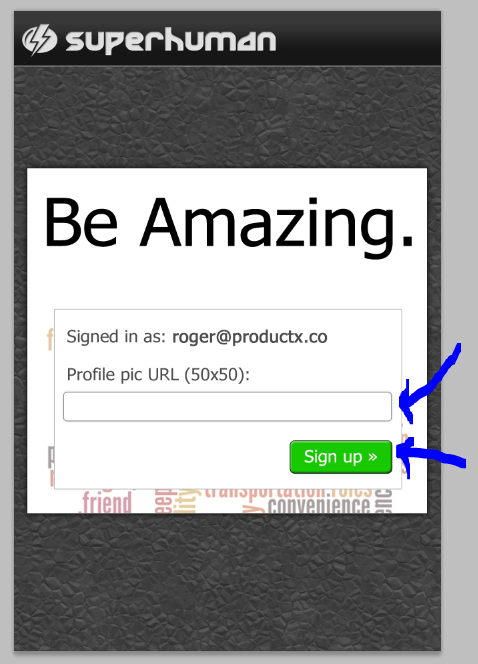 superhuman
Be Amazing.
Signed in as: roger@productx.co
Profile pic URL (50x50):
Sign up »
transportation.roles
friend
convenience